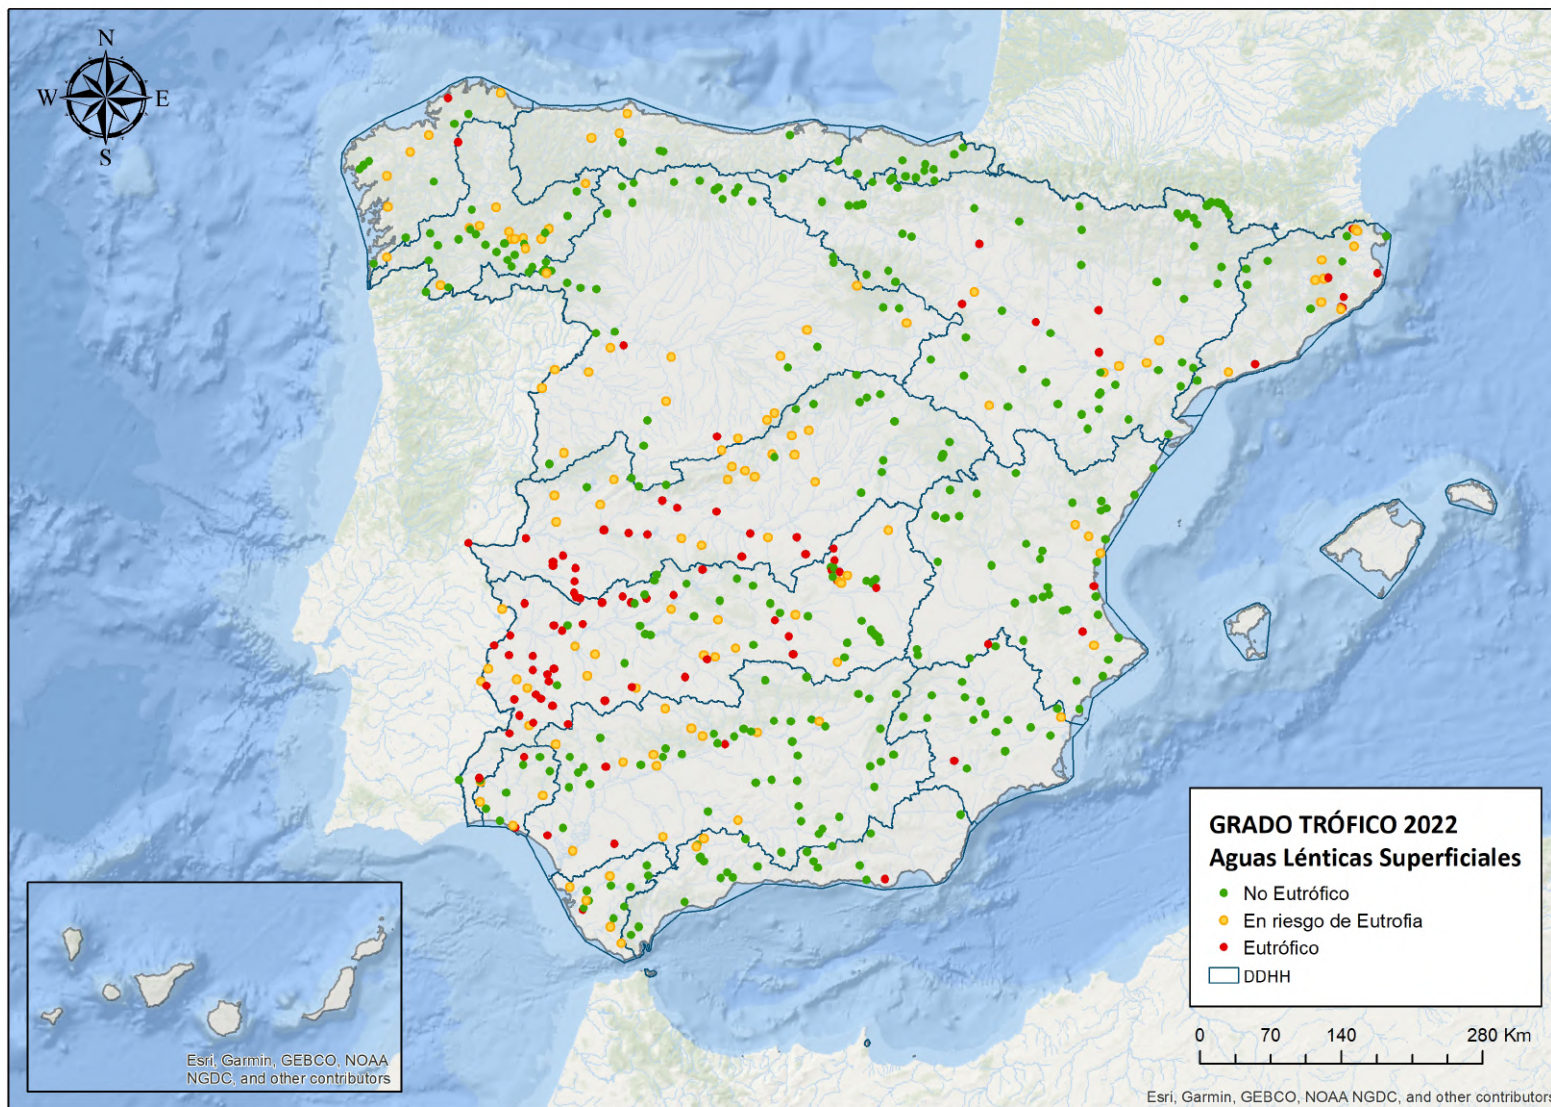 N
W
E
S
GRADO TRÓFICO 2022
Aguas Lénticas Superficiales
No Eutrófico
En riesgo de Eutrofia
Eutrófico
DDHH
0 70 140 280 Km
Esri, Garmin, GEBCO, NOAA
NGDC, and other contributors
Esri, Garmin, GEBCO, NOAA NGDC, and other contributors